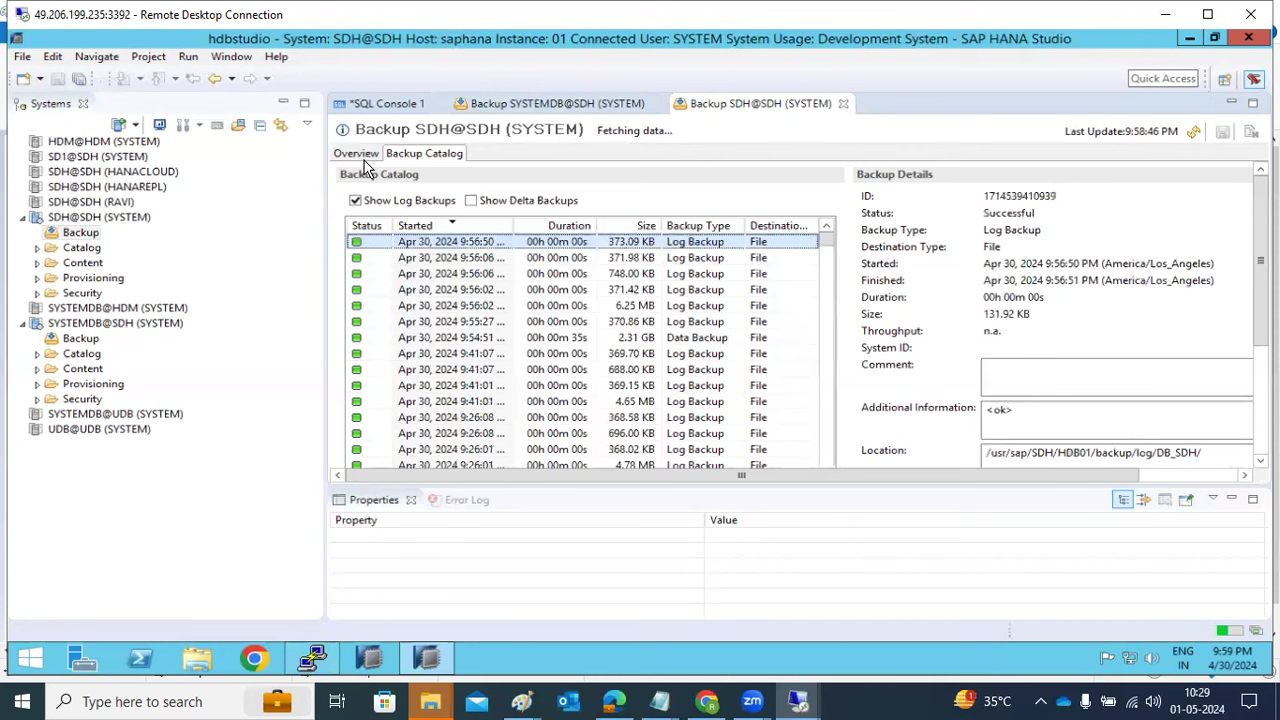 49.206.199.235:3392 - Remote Desktop Connection
hdbstudio - System: SDH@SDH Host: saphana Instance: 01 Connected User: SYSTEM System Usage: Development System - SAP HANA Studio
File Edit Navigate Project Run Window Help
Quick Access
Systems
*SQL Console 1
Backup SYSTEMDB@SDH (SYSTEM)
Backup SDH@SDH (SYSTEM)
HDM@HDM (SYSTEM)
SD1@SDH (SYSTEM)
SDH@SDH (HANACLOUD)
SDH@SDH (HANAREPL)
SDH@SDH (RAVI)
SDH@SDH (SYSTEM)
Backup
Catalog
Content
Provisioning
Security
SYSTEMDB@HDM (SYSTEM)
SYSTEMDB@SDH (SYSTEM)
Backup
Catalog
Content
Provisioning
Security
SYSTEMDB@UDB (SYSTEM)
UDB@UDB (SYSTEM)
Backup SDH@SDH (SYSTEM) Fetching data...
Last Update:9:58:46 PM
Overview Backup Catalog
Backup Catalog
Show Log Backups Show Delta Backups
Status Started Duration Size Backup Type Destinatio...
Apr 30, 2024 9:56:50 ... 00h 00m 00s 373.09 KB Log Backup File
Apr 30, 2024 9:56:06 ... 00h 00m 00s 371.98 KB Log Backup File
Apr 30, 2024 9:56:06 ... 00h 00m 00s 748.00 KB Log Backup File
Apr 30, 2024 9:56:02 ... 00h 00m 00s 371.42 KB Log Backup File
Apr 30, 2024 9:56:02 ... 00h 00m 00s 6.25 MB Log Backup File
Apr 30, 2024 9:55:27 ... 00h 00m 00s 370.86 KB Log Backup File
Apr 30, 2024 9:54:51 ... 00h 00m 35s 2.31 GB Data Backup File
Apr 30, 2024 9:41:07 ... 00h 00m 00s 369.70 KB Log Backup File
Apr 30, 2024 9:41:07 ... 00h 00m 00s 688.00 KB Log Backup File
Apr 30, 2024 9:41:01 ... 00h 00m 00s 369.15 KB Log Backup File
Apr 30, 2024 9:41:01 ... 00h 00m 00s 4.65 MB Log Backup File
Apr 30, 2024 9:26:08 ... 00h 00m 00s 368.58 KB Log Backup File
Apr 30, 2024 9:26:08 ... 00h 00m 00s 696.00 KB Log Backup File
Apr 30, 2024 9:26:01 ... 00h 00m 00s 368.02 KB Log Backup File
Apr 30, 2024 9:26:01 ... 00h 00m 00s 4.78 MB Log Backup File
Backup Details
ID: 1714539410939
Status: Successful
Backup Type: Log Backup
Destination Type: File
Started: Apr 30, 2024 9:56:50 PM (America/Los_Angeles)
Finished: Apr 30, 2024 9:56:51 PM (America/Los_Angeles)
Duration: 00h 00m 00s
Size: 131.92 KB
Throughput: n.a.
System ID:
Comment:
Additional Information: <ok>
Location: /usr/sap/SDH/HDB01/backup/log/DB_SDH/
Properties Error Log
Property Value
ENG
IN
9:59 PM
4/30/2024
Type here to search
35°C
10:29
01-05-2024